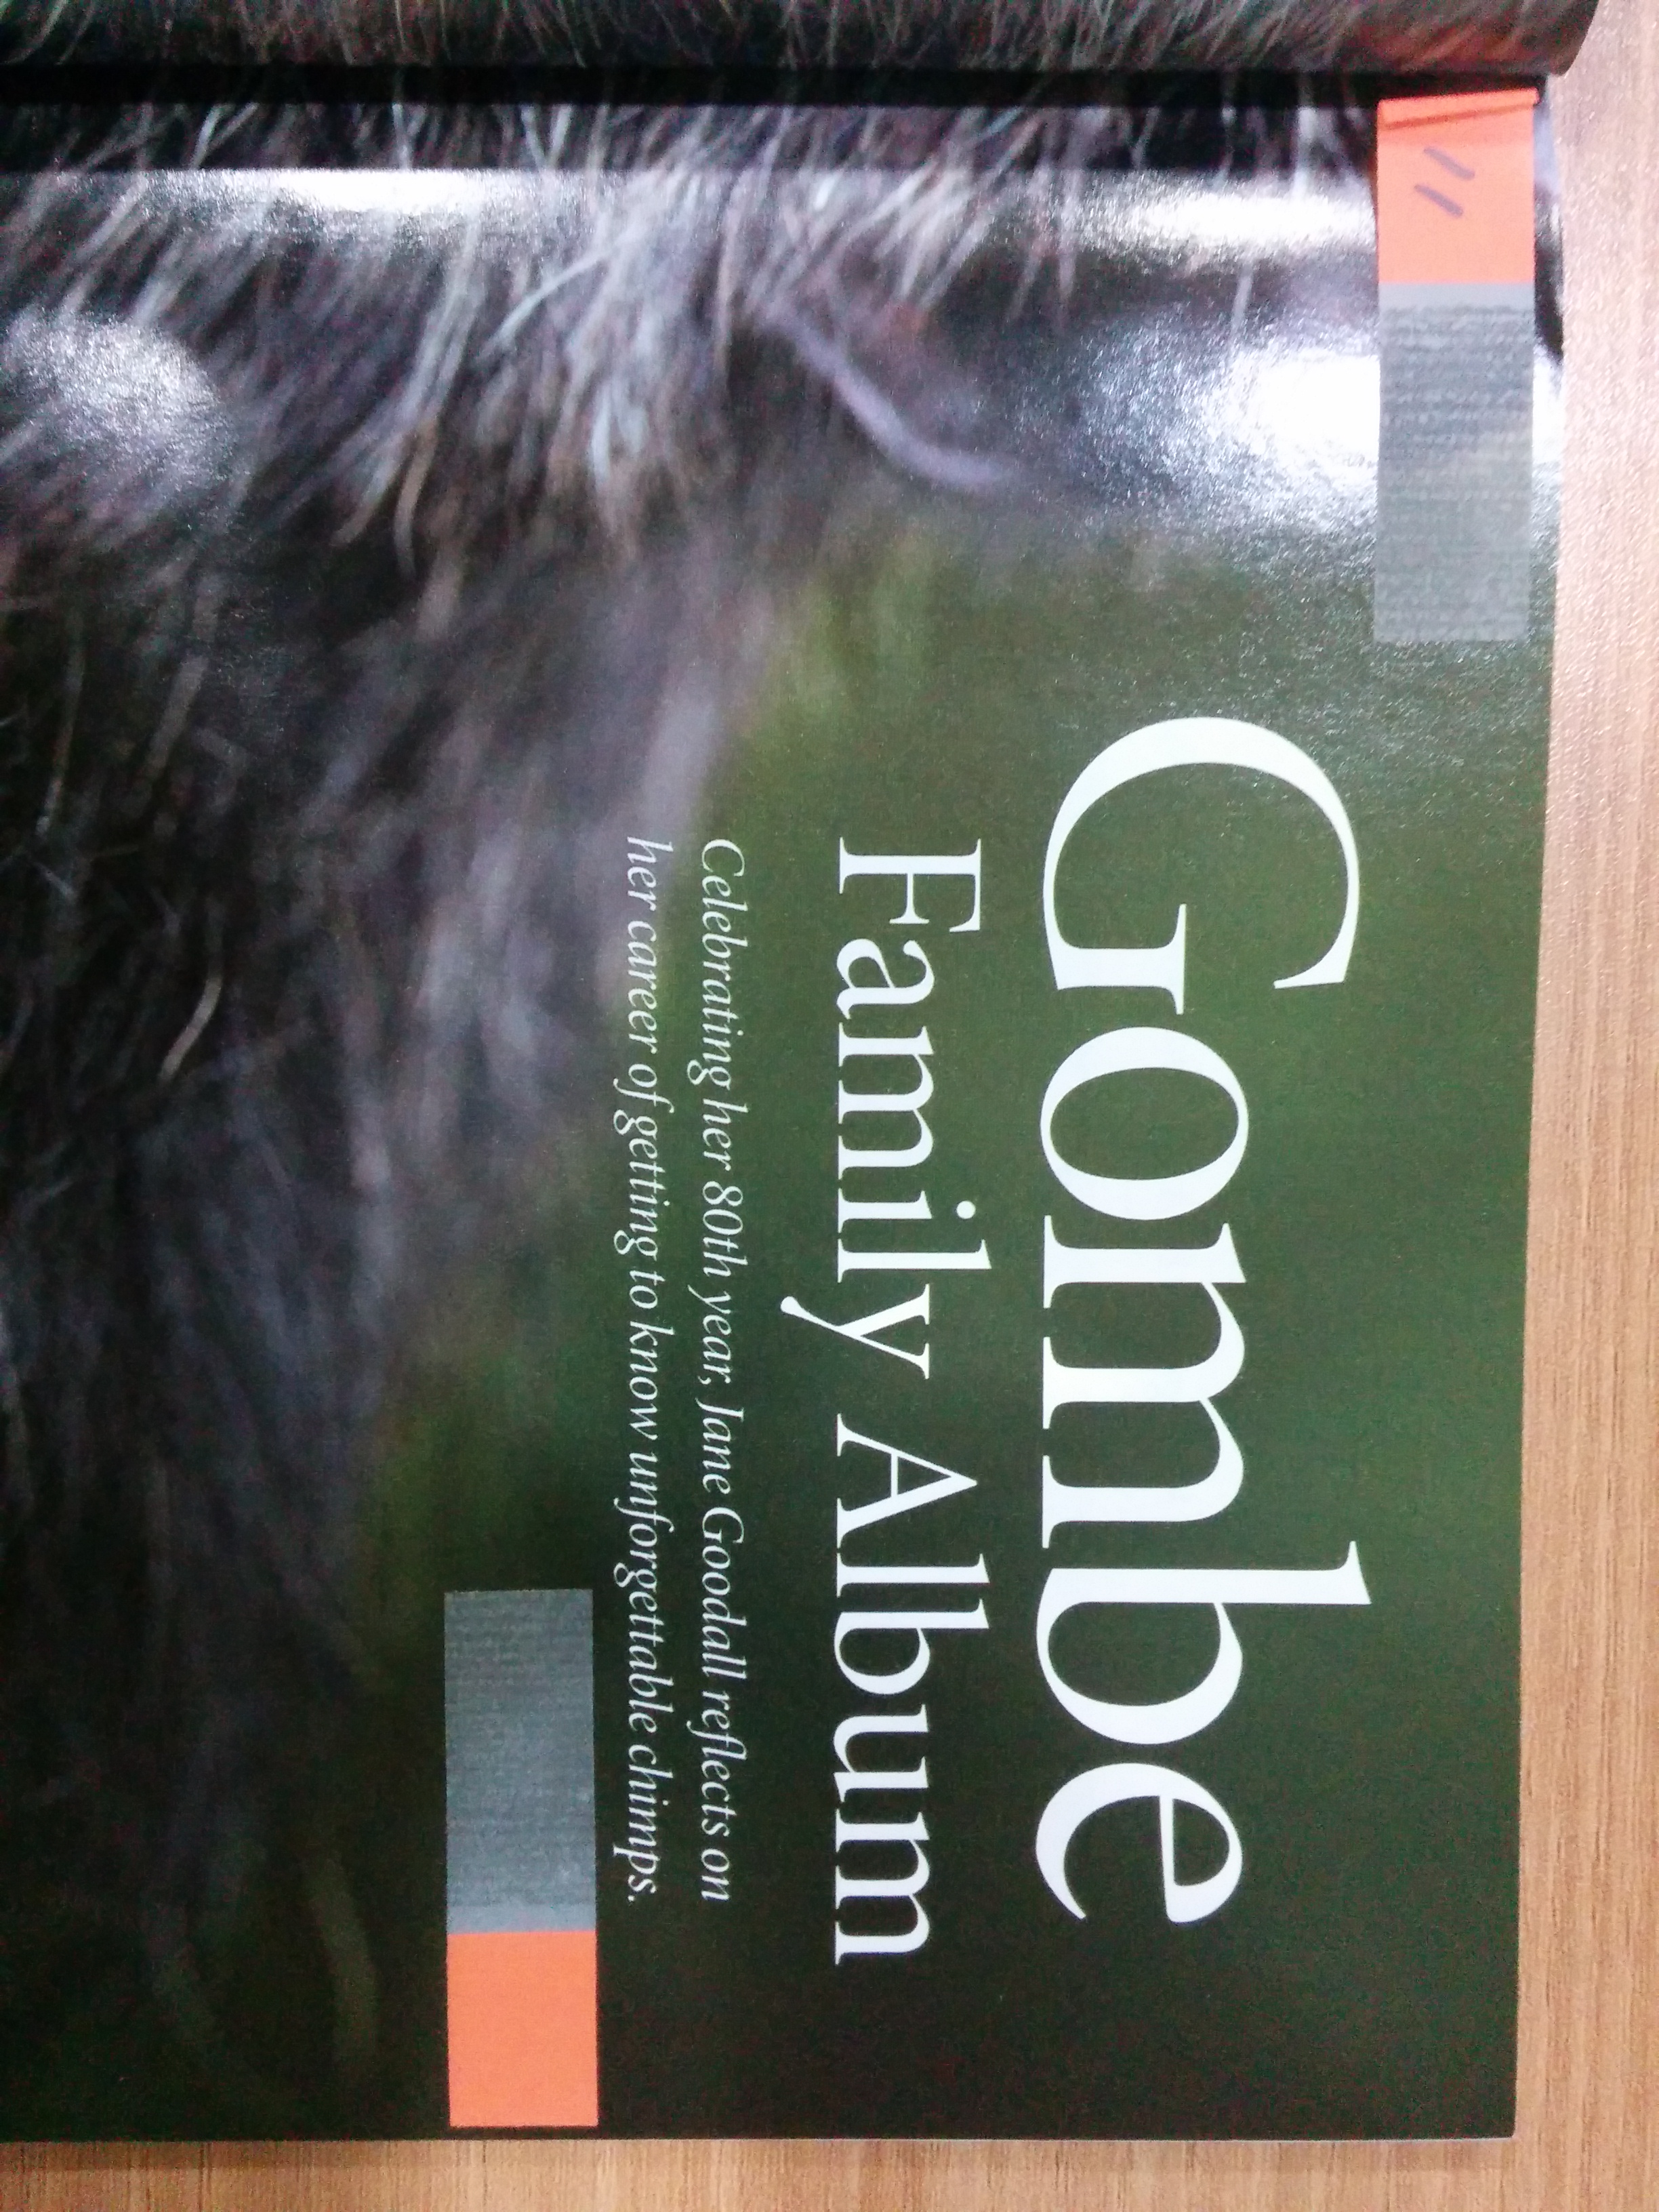 Gombe
Family Album
Celebrating her 80th year, Jane Goodall reflects on
her career of getting to know unforgettable chimps.